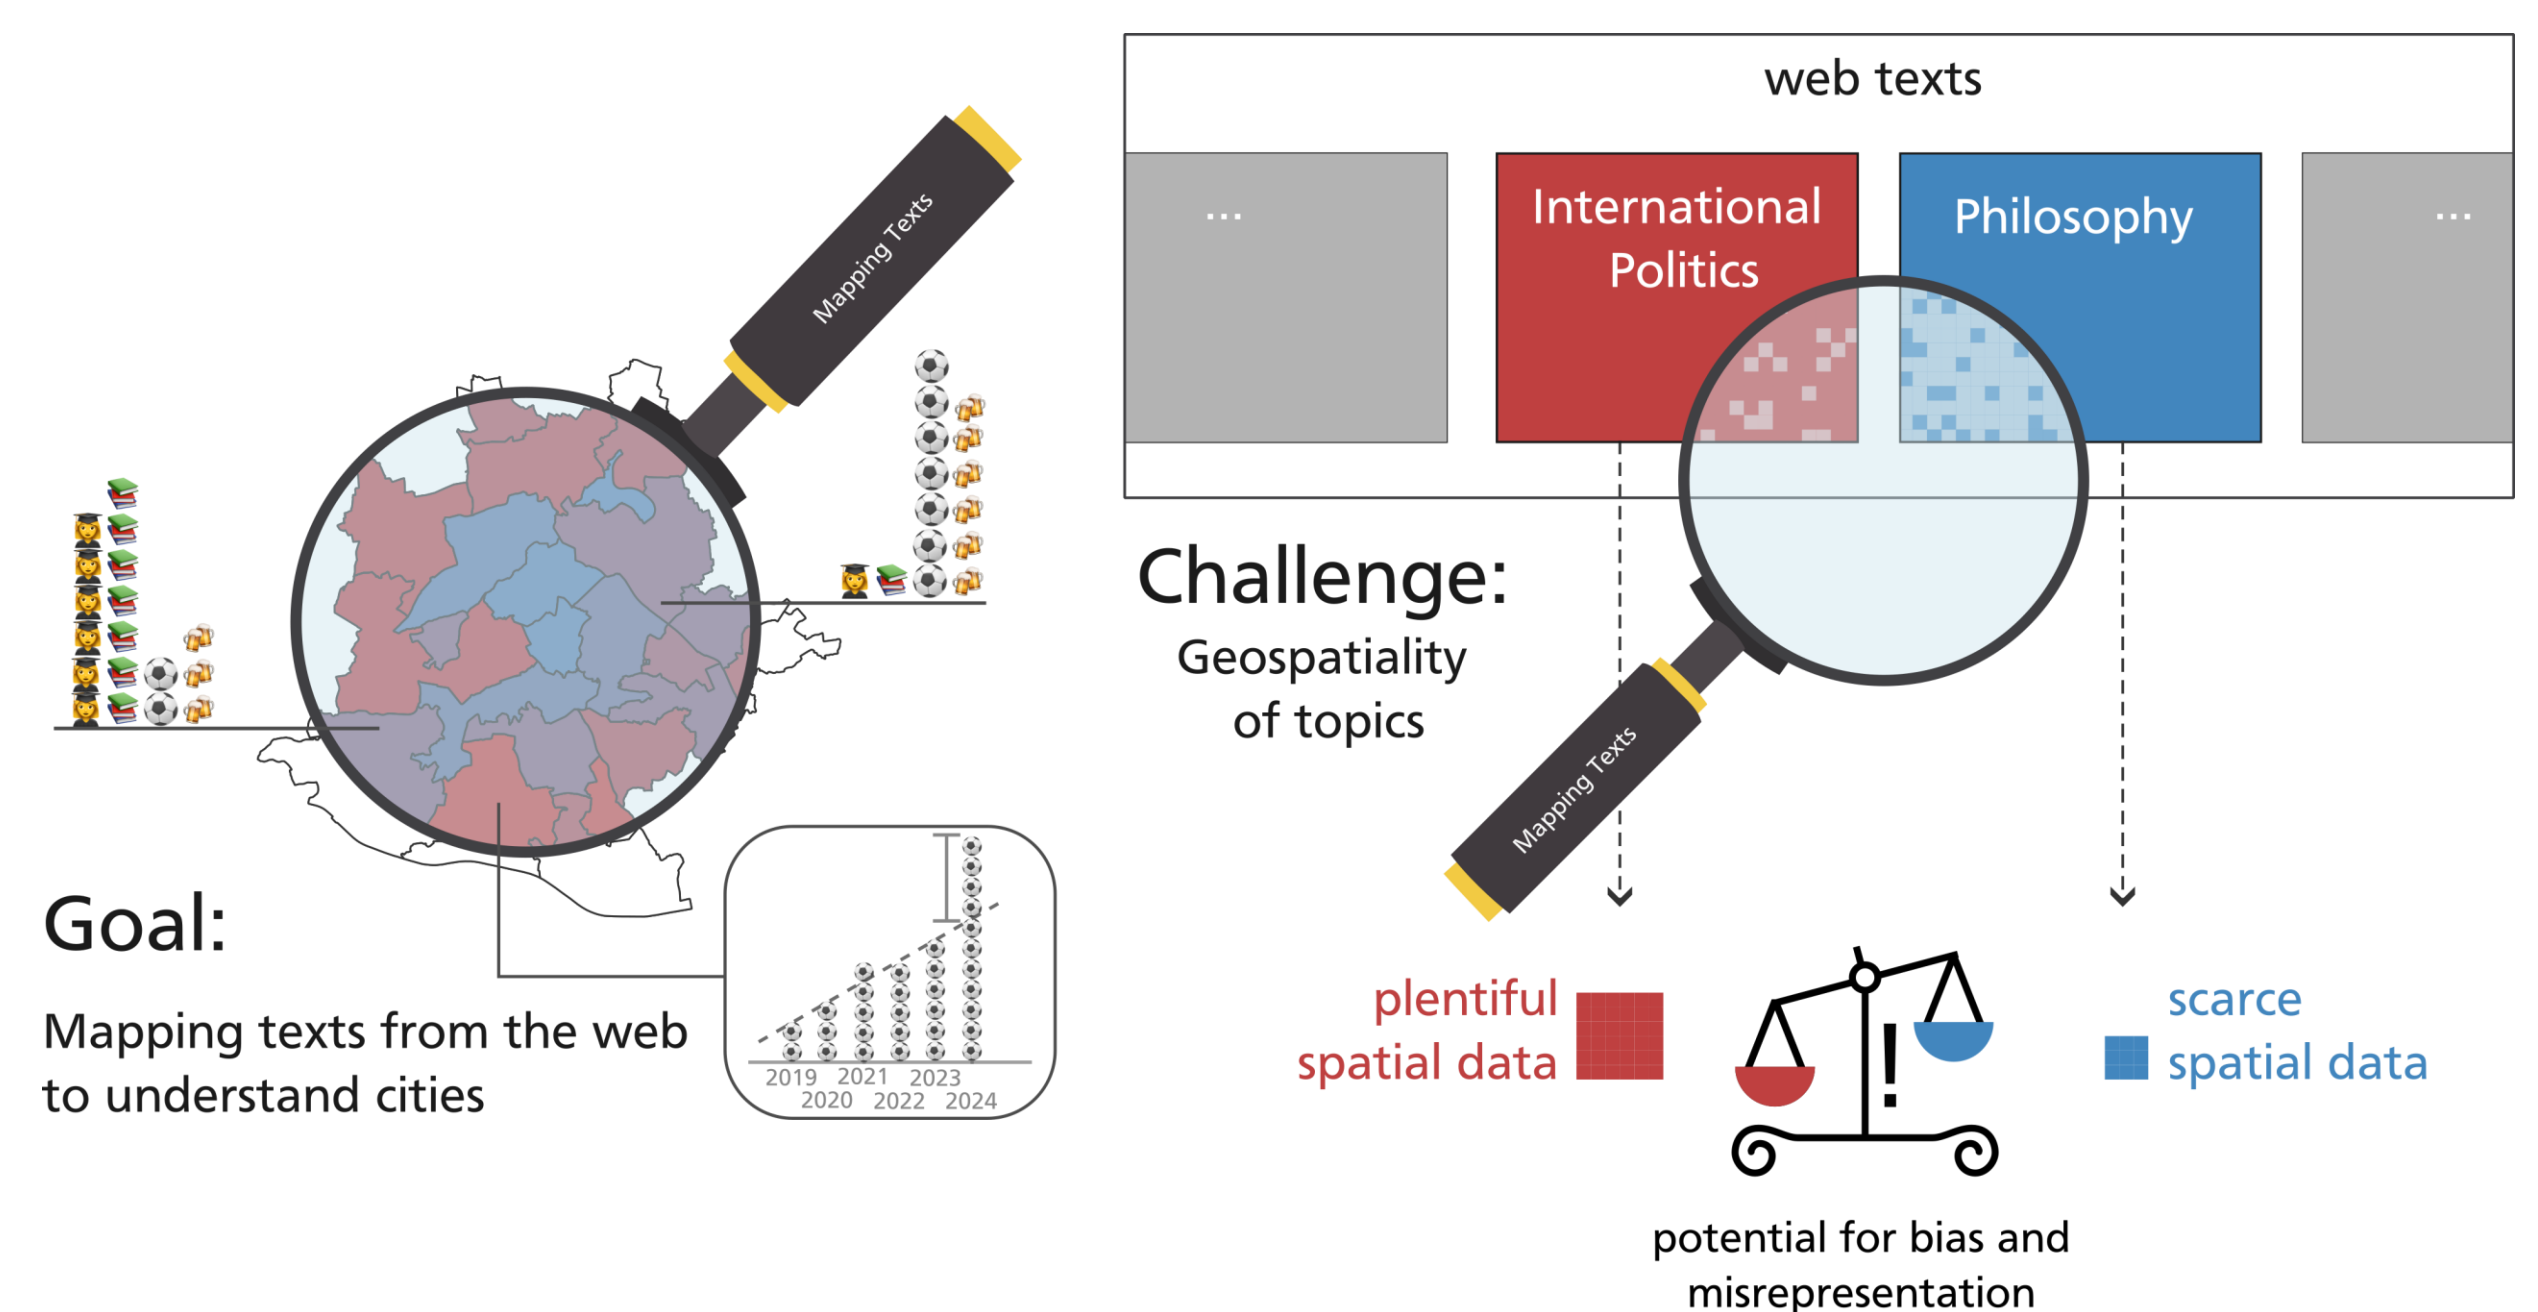 Mapping Texts
Goal:
Mapping texts from the web
to understand cities
2019
2020
2021
2022
2023
2024
web texts
...
International
Politics
Philosophy
...
Challenge:
Geospatiality
of topics
Mapping Texts
plentiful
spatial data
!
scarce
spatial data
potential for bias and
misrepresentation